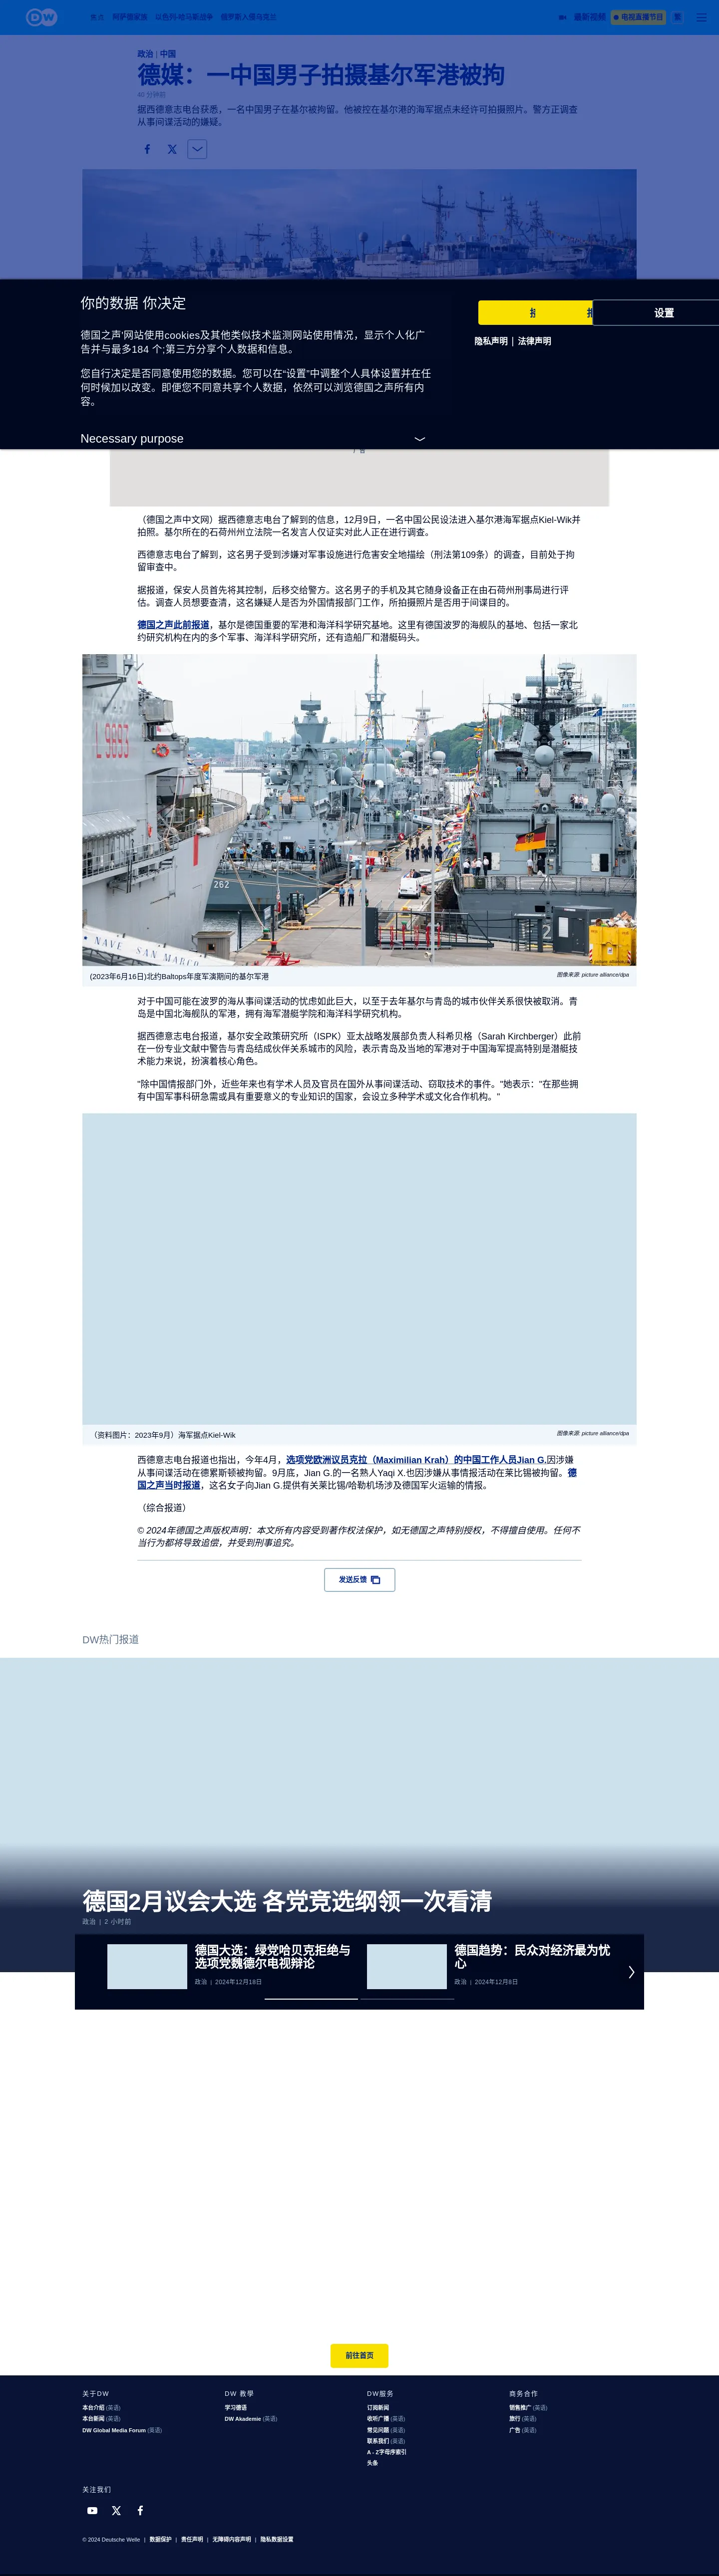 DW
焦点 阿萨德家族 以色列-哈马斯战争 俄罗斯入侵乌克兰 最新视频 电视直播节目 繁
政治 | 中国
德媒：一中国男子拍摄基尔军港被拘
据西德意志电台获悉，一名中国男子在基尔被拘留。他被控在基尔港的海军据点未经许可拍摄照片。警方正调查
从事间谍活动的嫌疑。
你的数据 你决定
设置
隐私声明 | 法律声明
德国之声'网站使用cookies及其他类似技术监测网站使用情况，显示个人化广
告并与最多184 个;第三方分享个人数据和信息。
您自行决定是否同意使用您的数据。您可以在“设置”中调整个人具体设置并在任
何时候加以改变。即便您不同意共享个人数据，依然可以浏览德国之声所有内
容。
Necessary purpose
广告
（德国之声中文网）据西德意志电台了解到的信息，12月9日，一名中国公民设法进入基尔港海军据点Kiel-Wik并
拍照。基尔所在的石荷州州立法院一名发言人仅证实对此人正在进行调查。
西德意志电台了解到，这名男子受到涉嫌对军事设施进行危害安全地描绘（刑法第109条）的调查，目前处于拘
留审查中。
据报道，保安人员首先将其控制，后移交给警方。这名男子的手机及其它随身设备正在由石荷州刑事局进行评
估。调查人员想要查清，这名嫌疑人是否为外国情报部门工作，所拍摄照片是否用于间谍目的。
德国之声此前报道，基尔是德国重要的军港和海洋科学研究基地。这里有德国波罗的海舰队的基地、包括一家北
约研究机构在内的多个军事、海洋科学研究所，还有造船厂和潜艇码头。
262
2
NAVE SAN MARCO
(2023年6月16日)北约Baltops年度军演期间的基尔军港
图像来源: picture alliance/dpa
对于中国可能在波罗的海从事间谍活动的忧虑如此巨大，以至于去年基尔与青岛的城市伙伴关系很快被取消。青
岛是中国北海舰队的军港，拥有海军潜艇学院和海洋科学研究机构。
据西德意志电台报道，基尔安全政策研究所（ISPK）亚太战略发展部负责人科希贝格（Sarah Kirchberger）此前
在一份专业文献中警告与青岛结成伙伴关系城市的风险，表示青岛及当地的军港对于中国海军提高特别是潜艇技
术能力来说，扮演着核心角色。
"除中国情报部门外，近些年来也有学术人员及官员在国外从事间谍活动、窃取技术的事件。"她表示："在那些拥
有中国军事科研急需或具有重要意义的专业知识的国家，会设立多种学术或文化合作机构。"
（资料图片：2023年9月）海军据点Kiel-Wik
图像来源: picture alliance/dpa
西德意志电台报道也指出，今年4月，选项党欧洲议员克拉（Maximilian Krah）的中国工作人员Jian G.因涉嫌
从事间谍活动在德累斯顿被拘留。9月底，Jian G.的一名熟人Yaqi X.也因涉嫌从事情报活动在莱比锡被拘留。德
国之声当时报道，这名女子向Jian G.提供有关莱比锡/哈勒机场涉及德国军火运输的情报。
（综合报道）
© 2024年德国之声版权声明：本文所有内容受到著作权法保护，如无德国之声特别授权，不得擅自使用。任何不
当行为都将导致追偿，并受到刑事追究。
发送反馈
DW热门报道
德国2月议会大选 各党竞选纲领一次看清
政治 | 2 小时前
德国大选：绿党哈贝克拒绝与
选项党魏德尔电视辩论
政治 | 2024年12月18日
德国趋势：民众对经济最为忧
心
政治 | 2024年12月8日
前往首页
关于DW
本台介绍 (英语)
本台新闻 (英语)
DW Global Media Forum (英语)
DW 教學
学习德语
DW Akademie (英语)
DW服务
订阅新闻
收听广播 (英语)
常见问题 (英语)
联系我们 (英语)
A - Z字母序索引
头条
商务合作
销售推广 (英语)
旅行 (英语)
广告 (英语)
关注我们
© 2024 Deutsche Welle | 数据保护 | 责任声明 | 无障碍内容声明 | 隐私数据设置